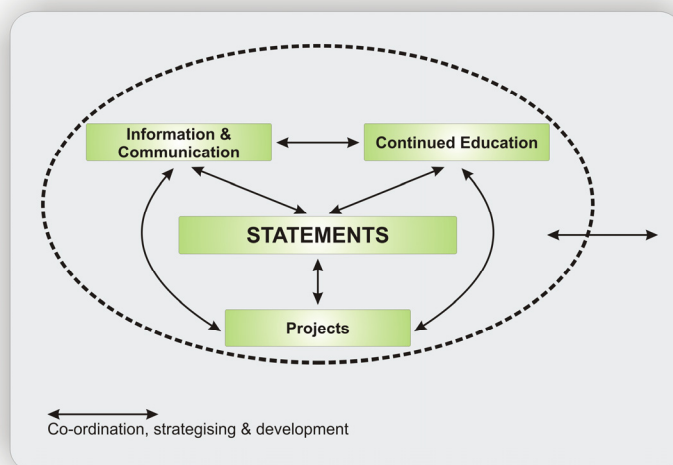 Information &
Communication
Continued Education
STATEMENTS
Projects
Co-ordination, strategising & development